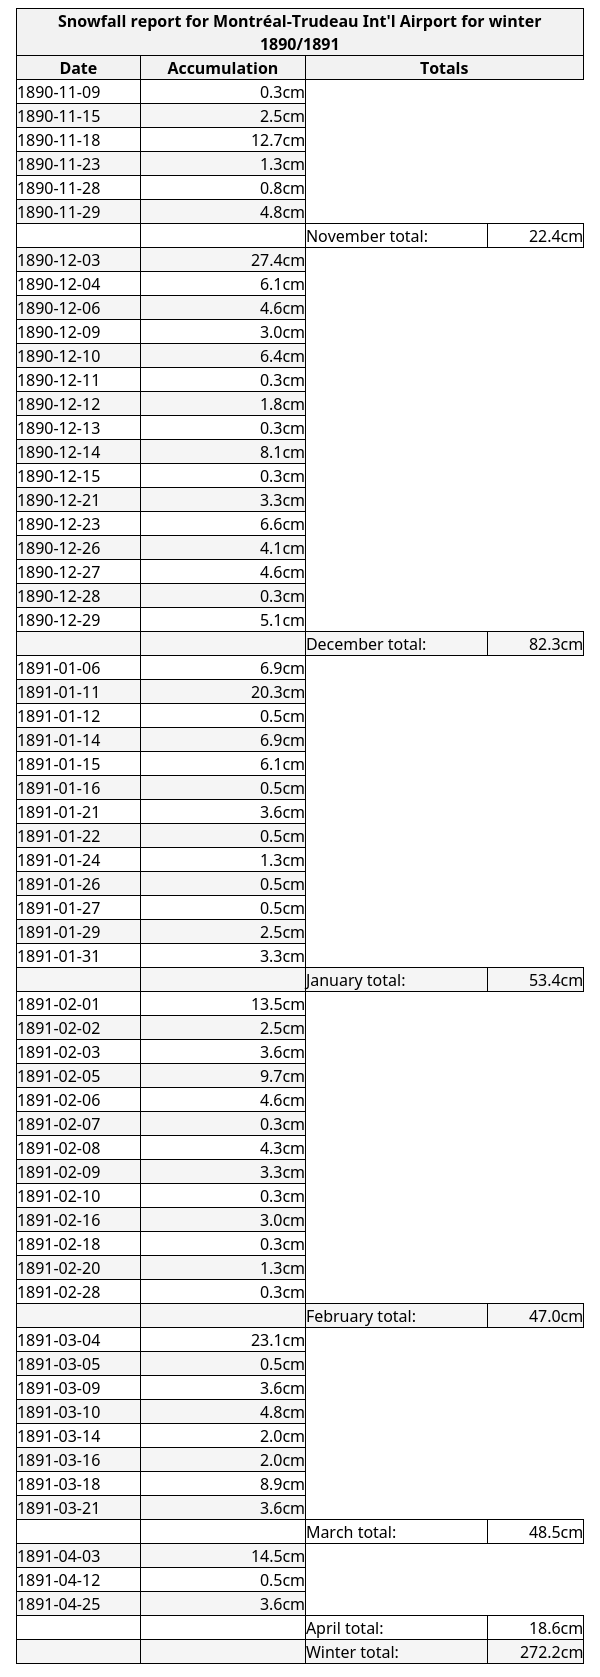 Snowfall report for Montréal-Trudeau Int'l Airport for winter
1890/1891
Date Accumulation Totals
1890-11-09 0.3cm
1890-11-15 2.5cm
1890-11-18 12.7cm
1890-11-23 1.3cm
1890-11-28 0.8cm
1890-11-29 4.8cm
November total: 22.4cm
1890-12-03 27.4cm
1890-12-04 6.1cm
1890-12-06 4.6cm
1890-12-09 3.0cm
1890-12-10 6.4cm
1890-12-11 0.3cm
1890-12-12 1.8cm
1890-12-13 0.3cm
1890-12-14 8.1cm
1890-12-15 0.3cm
1890-12-21 3.3cm
1890-12-23 6.6cm
1890-12-26 4.1cm
1890-12-27 4.6cm
1890-12-28 0.3cm
1890-12-29 5.1cm
December total: 82.3cm
1891-01-06 6.9cm
1891-01-11 20.3cm
1891-01-12 0.5cm
1891-01-14 6.9cm
1891-01-15 6.1cm
1891-01-16 0.5cm
1891-01-21 3.6cm
1891-01-22 0.5cm
1891-01-24 1.3cm
1891-01-26 0.5cm
1891-01-27 0.5cm
1891-01-29 2.5cm
1891-01-31 3.3cm
January total: 53.4cm
1891-02-01 13.5cm
1891-02-02 2.5cm
1891-02-03 3.6cm
1891-02-05 9.7cm
1891-02-06 4.6cm
1891-02-07 0.3cm
1891-02-08 4.3cm
1891-02-09 3.3cm
1891-02-10 0.3cm
1891-02-16 3.0cm
1891-02-18 0.3cm
1891-02-20 1.3cm
1891-02-28 0.3cm
February total: 47.0cm
1891-03-04 23.1cm
1891-03-05 0.5cm
1891-03-09 3.6cm
1891-03-10 4.8cm
1891-03-14 2.0cm
1891-03-16 2.0cm
1891-03-18 8.9cm
1891-03-21 3.6cm
March total: 48.5cm
1891-04-03 14.5cm
1891-04-12 0.5cm
1891-04-25 3.6cm
April total: 18.6cm
Winter total: 272.2cm